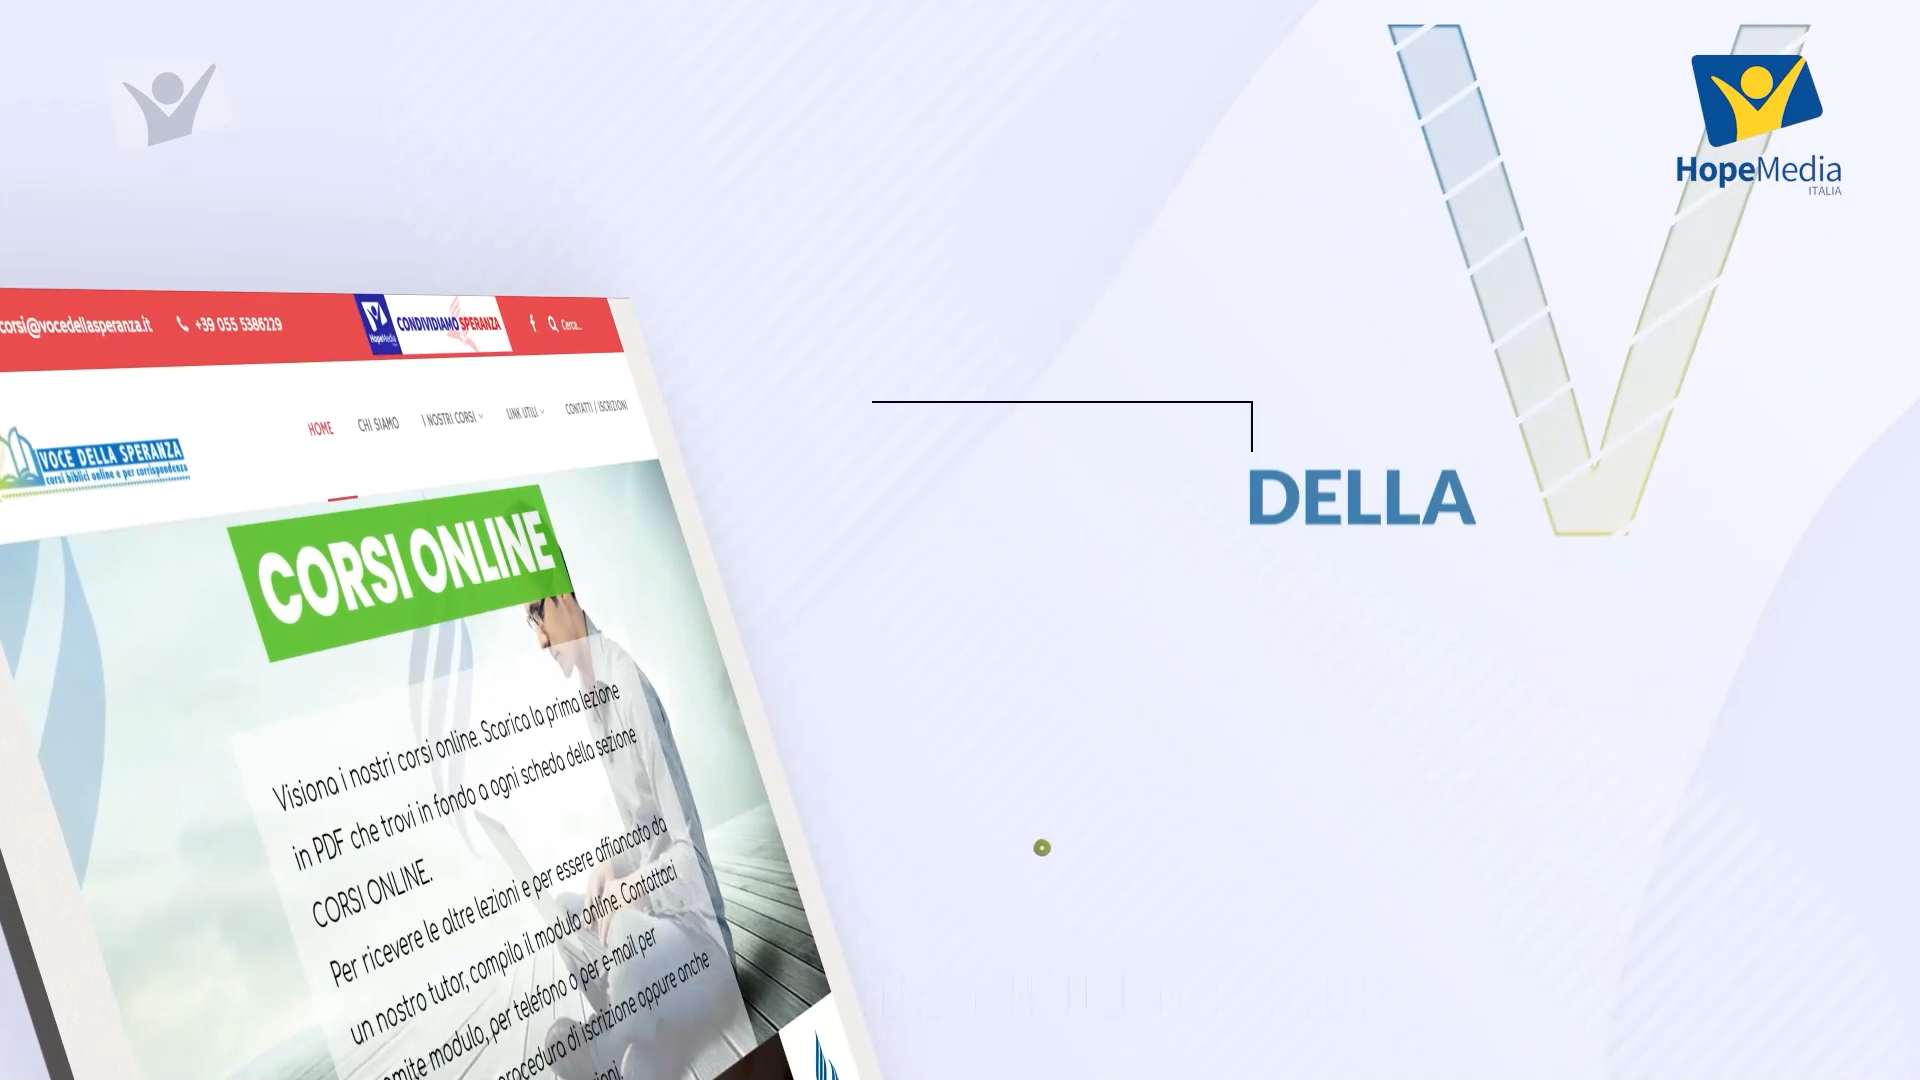 V
HopeMedia
ITALIA
corsi@vocedellasperanza.it +39 055 5386219 HopeMedia CONDIVIDIAMO SPERANZA Cerca...
HOME CHI SIAMO I NOSTRI CORSI LINK UTILI CONTATTI / ISCRIZIONI
VOCE DELLA SPERANZA
corsi biblici online e per corrispondenza
DELLA
CORSI ONLINE
Visiona i nostri corsi online. Scarica la prima lezione
in PDF che trovi in fondo a ogni scheda della sezione
CORSI ONLINE.
Per ricevere le altre lezioni e per essere affiancato da
un nostro tutor, compila il modulo online. Contattaci
modulo, per telefono o per e-mail per
di iscrizione oppure anche